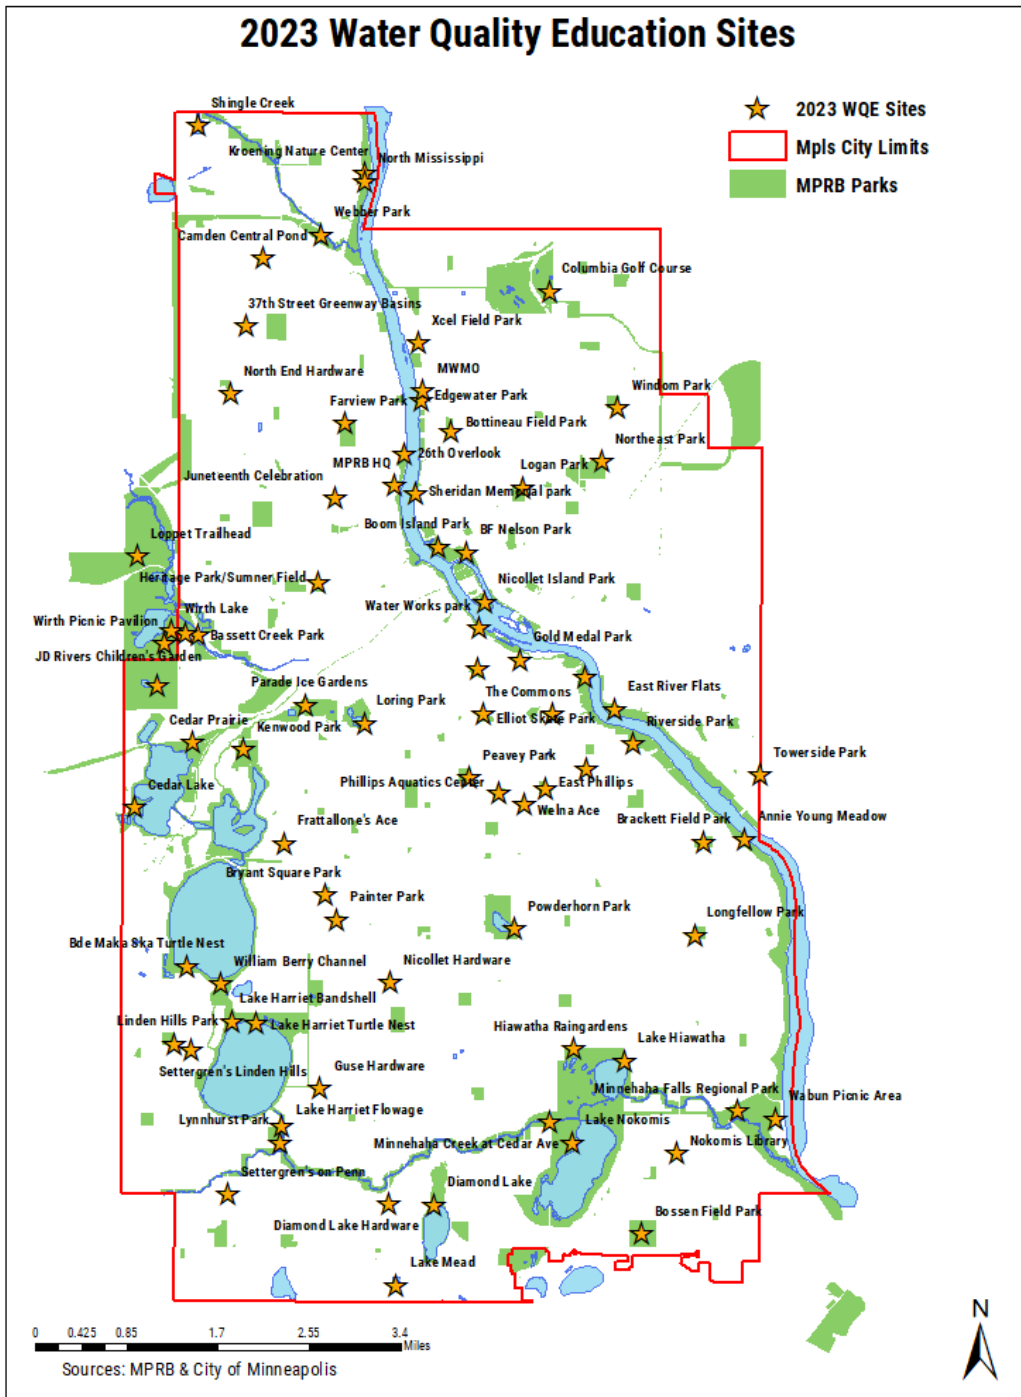 2023 Water Quality Education Sites
Shingle Creek
2023 WQE Sites
Mpls City Limits
MPRB Parks
Kroening Nature Center
North Mississippi
Webber Park
Camden Central Pond
Columbia Golf Course
37th Street Greenway Basins
Xcel Field Park
North End Hardware
MWMO
Edgewater Park
Windom Park
Farview Park
Bottineau Field Park
Northeast Park
26th Overlook
MPRB HQ
Logan Park
Juneteenth Celebration
Sheridan Memorial park
Boom Island Park
BF Nelson Park
Loppet Trailhead
Heritage Park/Sumner Field
Nicollet Island Park
Water Works park
Wirth Lake
Wirth Picnic Pavilion
Bassett Creek Park
Gold Medal Park
JD Rivers Children's Garden
Parade Ice Gardens
Loring Park
The Commons
East River Flats
Elliot Skate Park
Riverside Park
Cedar Prairie
Kenwood Park
Peavey Park
Towerside Park
Phillips Aquatics Center
East Phillips
Cedar Lake
Welna Ace
Brackett Field Park
Annie Young Meadow
Frattallone's Ace
Bryant Square Park
Painter Park
Powderhorn Park
Longfellow Park
Bde Maka Ska Turtle Nest
William Berry Channel
Nicollet Hardware
Lake Harriet Bandshell
Linden Hills Park
Lake Harriet Turtle Nest
Hiawatha Raingardens
Lake Hiawatha
Settergren's Linden Hills
Guse Hardware
Minnehaha Falls Regional Park
Wabun Picnic Area
Lake Harriet Flowage
Lynnhurst Park
Lake Nokomis
Minnehaha Creek at Cedar Ave
Nokomis Library
Settergren's on Penn
Diamond Lake
Bossen Field Park
Diamond Lake Hardware
Lake Mead
0 0.425 0.85 1.7 2.55 3.4
Miles
Sources: MPRB & City of Minneapolis
N